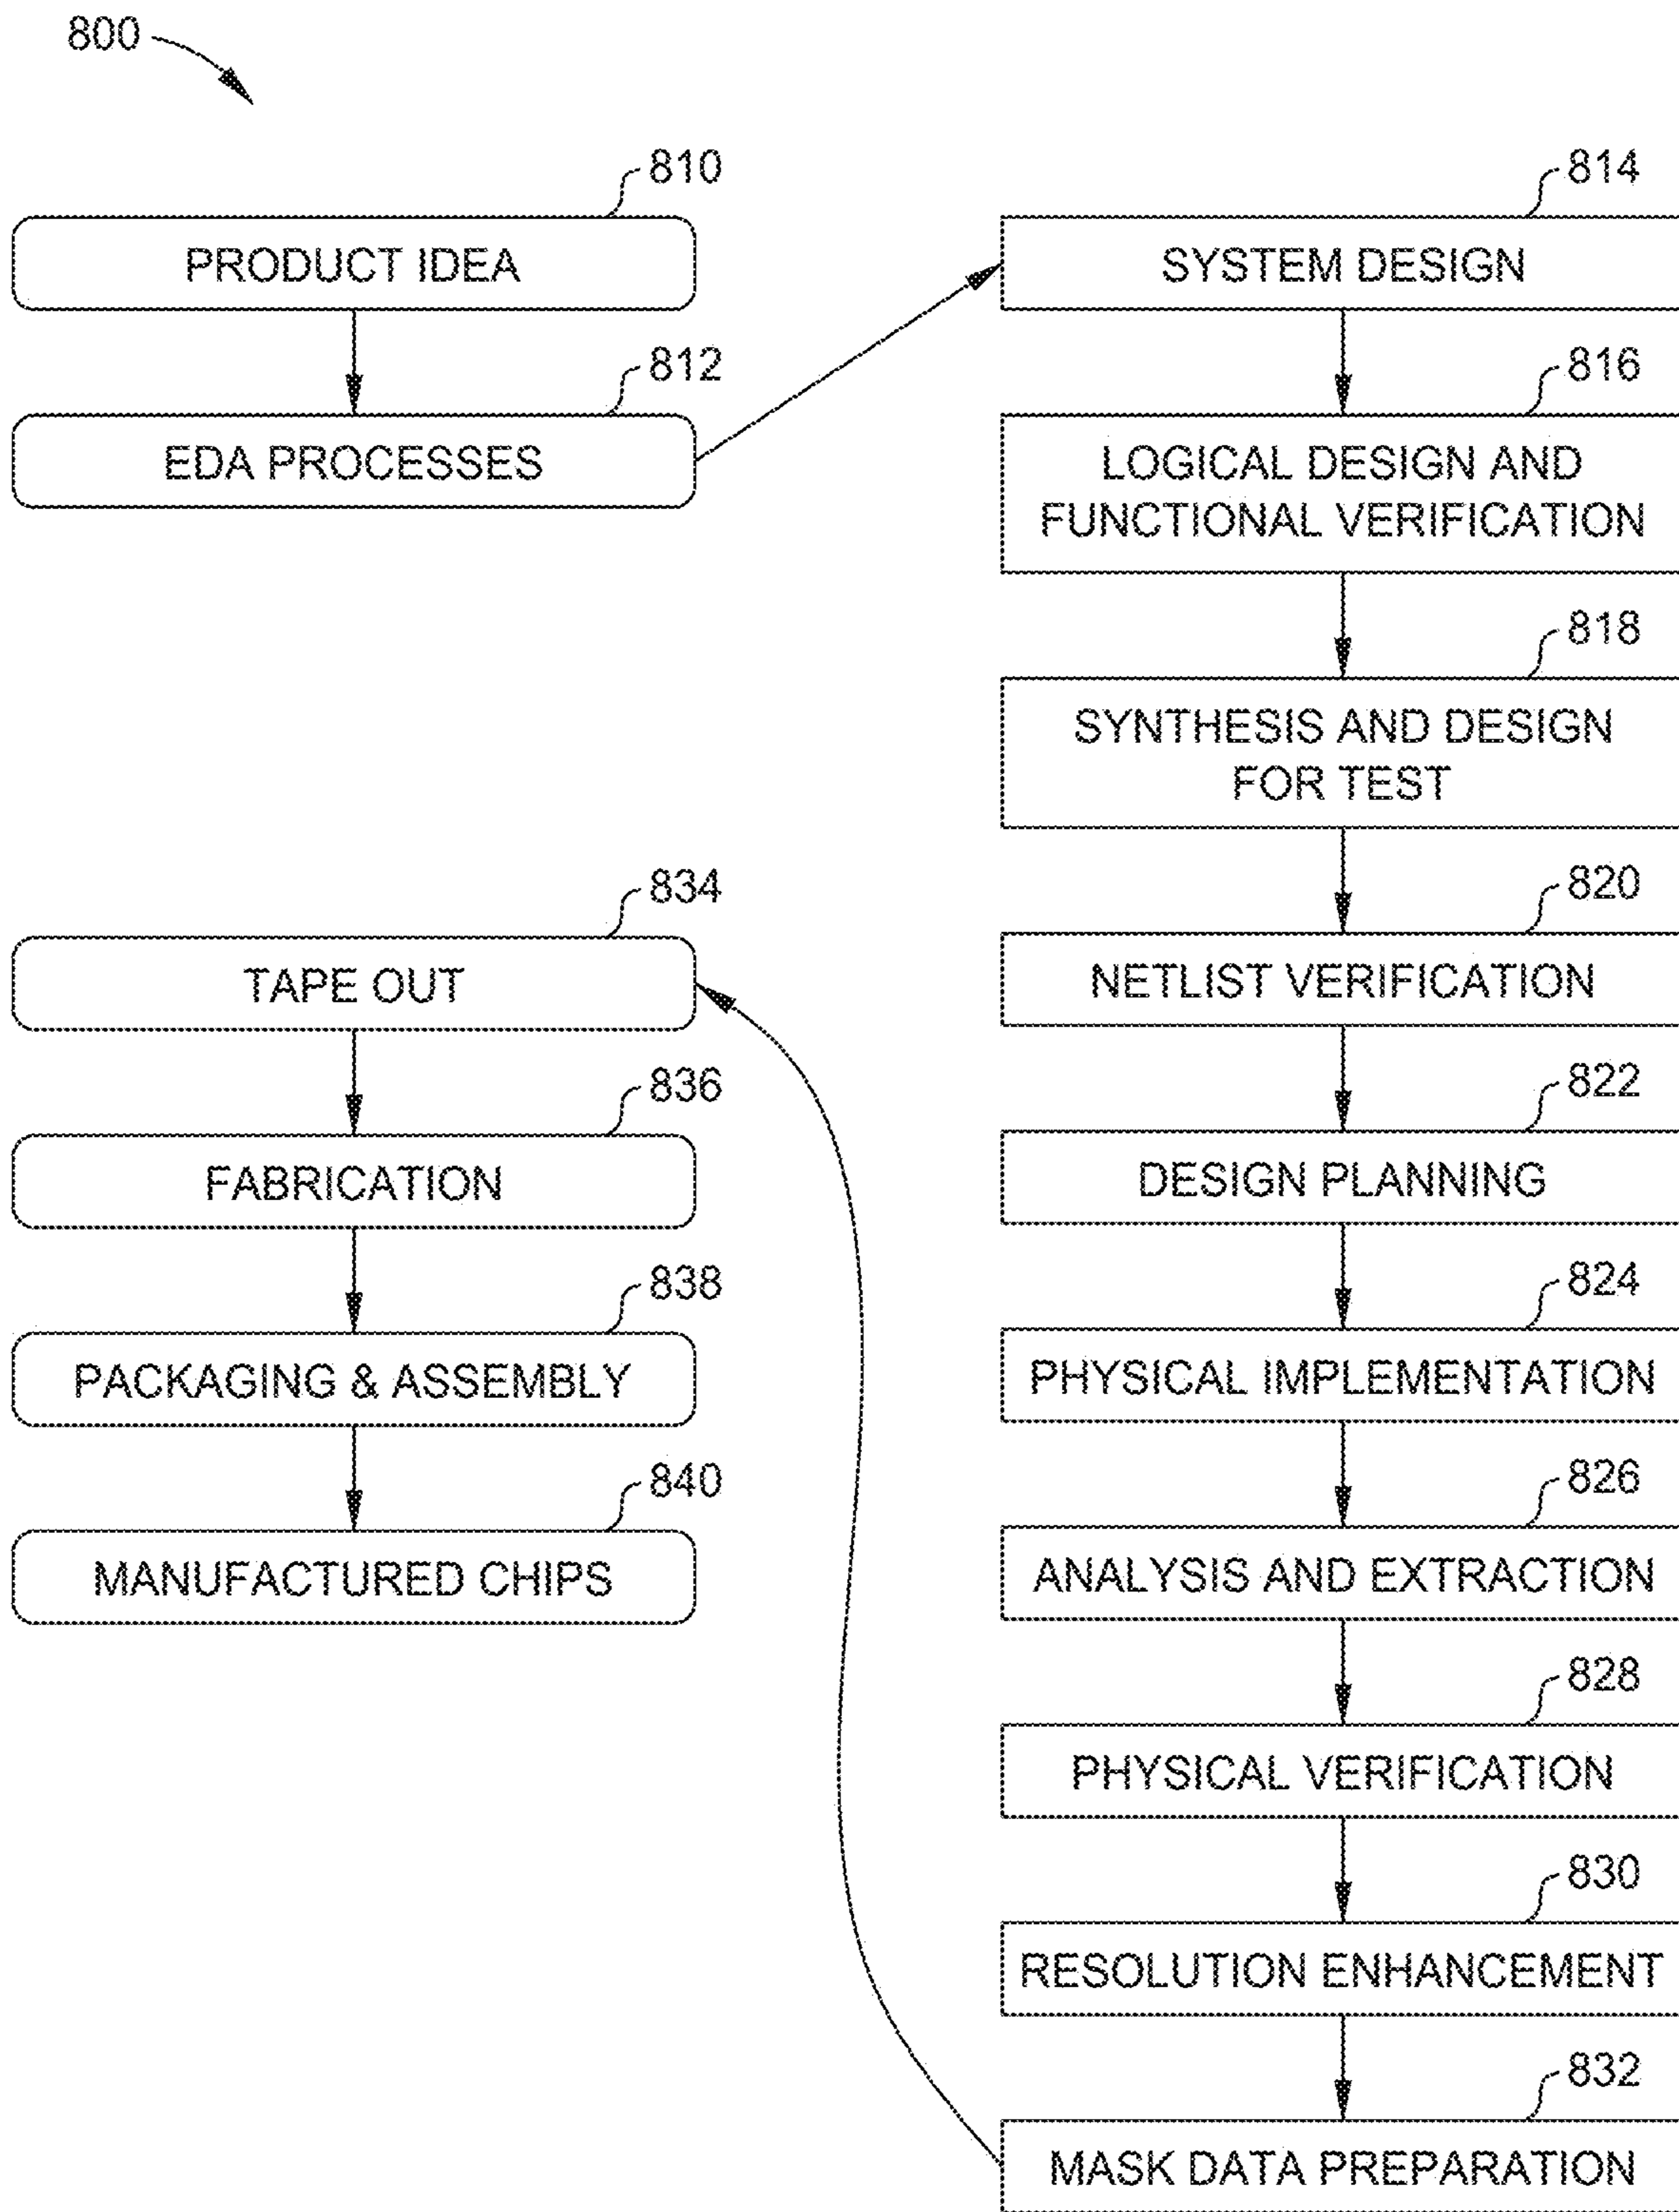 800
810
PRODUCT IDEA
812
EDA PROCESSES
814
SYSTEM DESIGN
816
LOGICAL DESIGN AND
FUNCTIONAL VERIFICATION
818
SYNTHESIS AND DESIGN
FOR TEST
820
NETLIST VERIFICATION
822
DESIGN PLANNING
824
PHYSICAL IMPLEMENTATION
826
ANALYSIS AND EXTRACTION
828
PHYSICAL VERIFICATION
830
RESOLUTION ENHANCEMENT
832
MASK DATA PREPARATION
834
TAPE OUT
836
FABRICATION
838
PACKAGING & ASSEMBLY
840
MANUFACTURED CHIPS